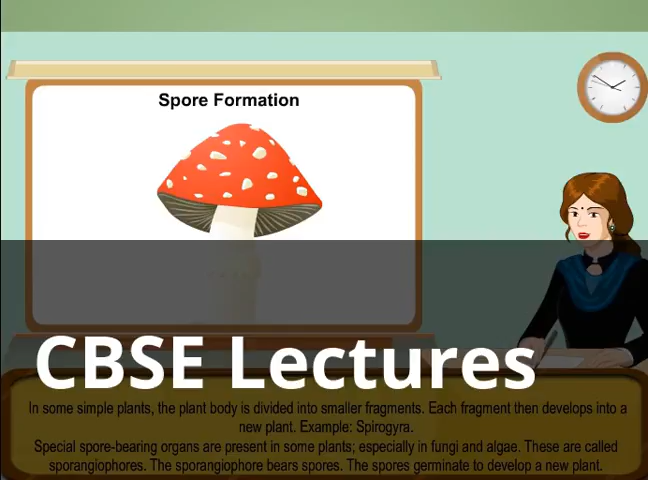 Spore Formation
CBSE Lectures
In some simple plants, the plant body is divided into smaller fragments. Each fragment then develops into a
new plant. Example: Spirogyra.
Special spore-bearing organs are present in some plants; especially in fungi and algae. These are called
sporangiophores. The sporangiophore bears spores. The spores germinate to develop a new plant.